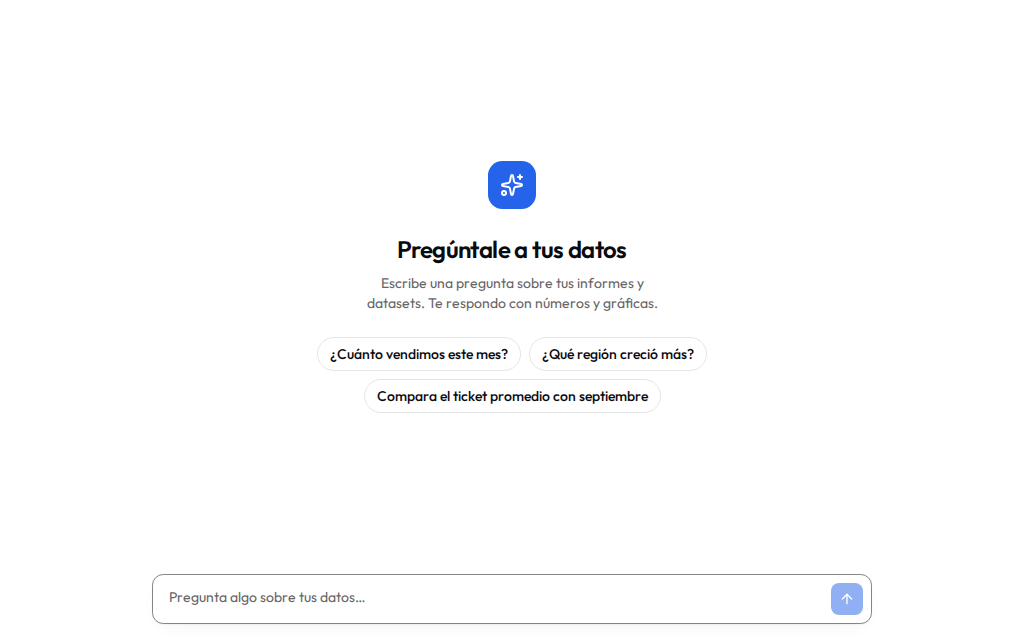 Pregúntale a tus datos
Escribe una pregunta sobre tus informes y
datasets. Te respondo con números y gráficas.
¿Cuánto vendimos este mes?
¿Qué región creció más?
Compara el ticket promedio con septiembre
Pregunta algo sobre tus datos…